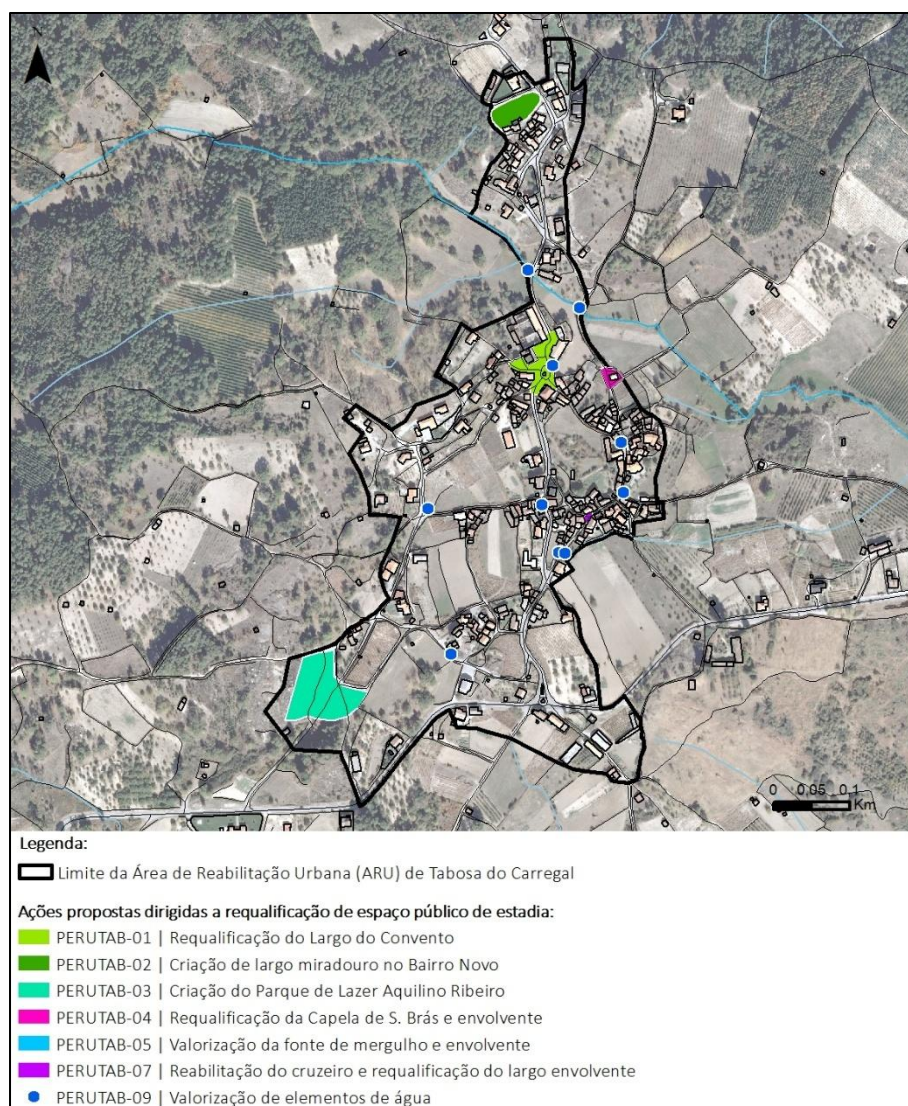 0 0,05 0,1
Km
Legenda:
Limite da Área de Reabilitação Urbana (ARU) de Tabosa do Carregal
Ações propostas dirigidas a requalificação de espaço público de estadia:
PERUTAB-01 | Requalificação do Largo do Convento
PERUTAB-02 | Criação de largo miradouro no Bairro Novo
PERUTAB-03 | Criação do Parque de Lazer Aquilino Ribeiro
PERUTAB-04 | Requalificação da Capela de S. Brás e envolvente
PERUTAB-05 | Valorização da fonte de mergulho e envolvente
PERUTAB-07 | Reabilitação do cruzeiro e requalificação do largo envolvente
PERUTAB-09 | Valorização de elementos de água